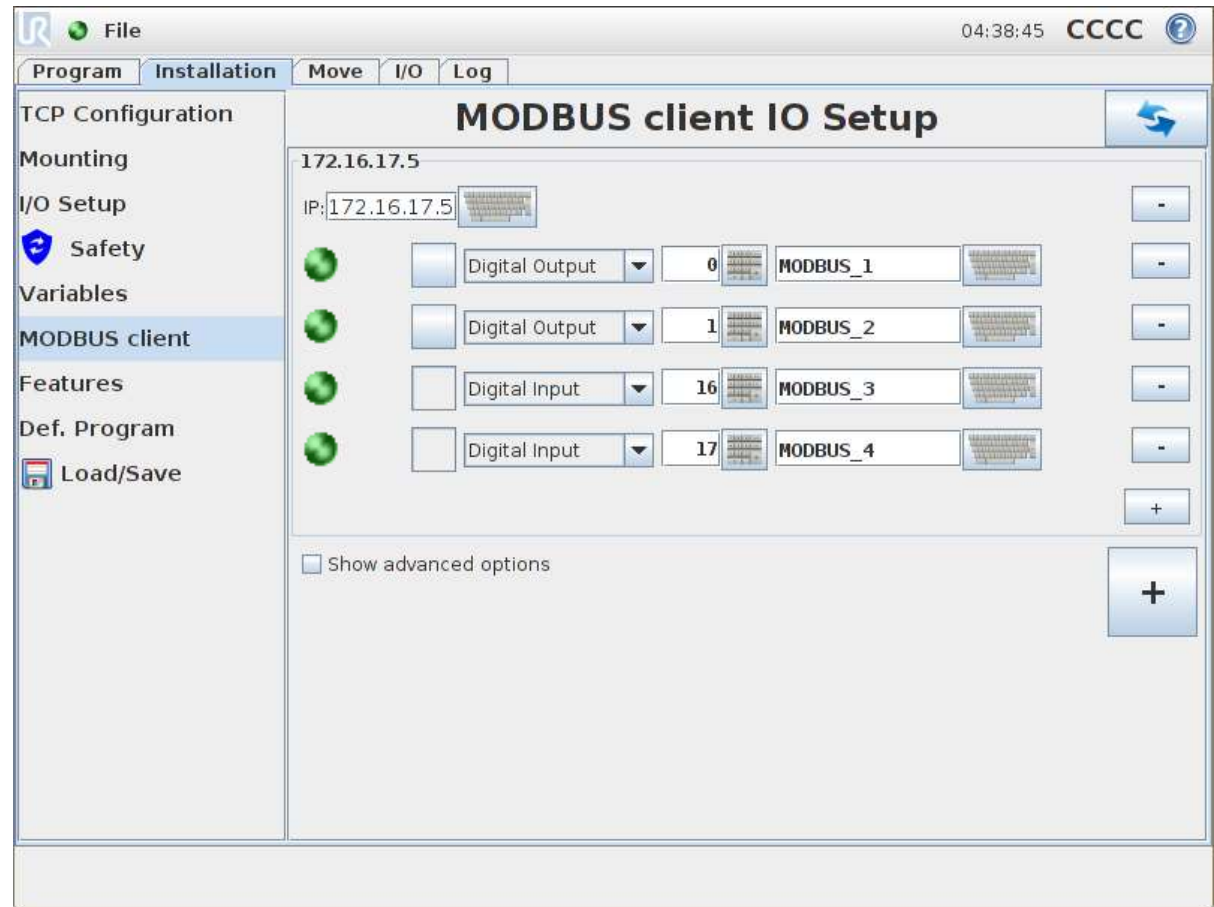 File 04:38:45 CCCC ?
Program Installation Move I/O Log
TCP Configuration
Mounting
I/O Setup
Safety
Variables
MODBUS client
Features
Def. Program
Load/Save
MODBUS client IO Setup
172.16.17.5
IP: 172.16.17.5 -
Digital Output 0 MODBUS_1 -
Digital Output 1 MODBUS_2 -
Digital Input 16 MODBUS_3 -
Digital Input 17 MODBUS_4 -
+
Show advanced options
+